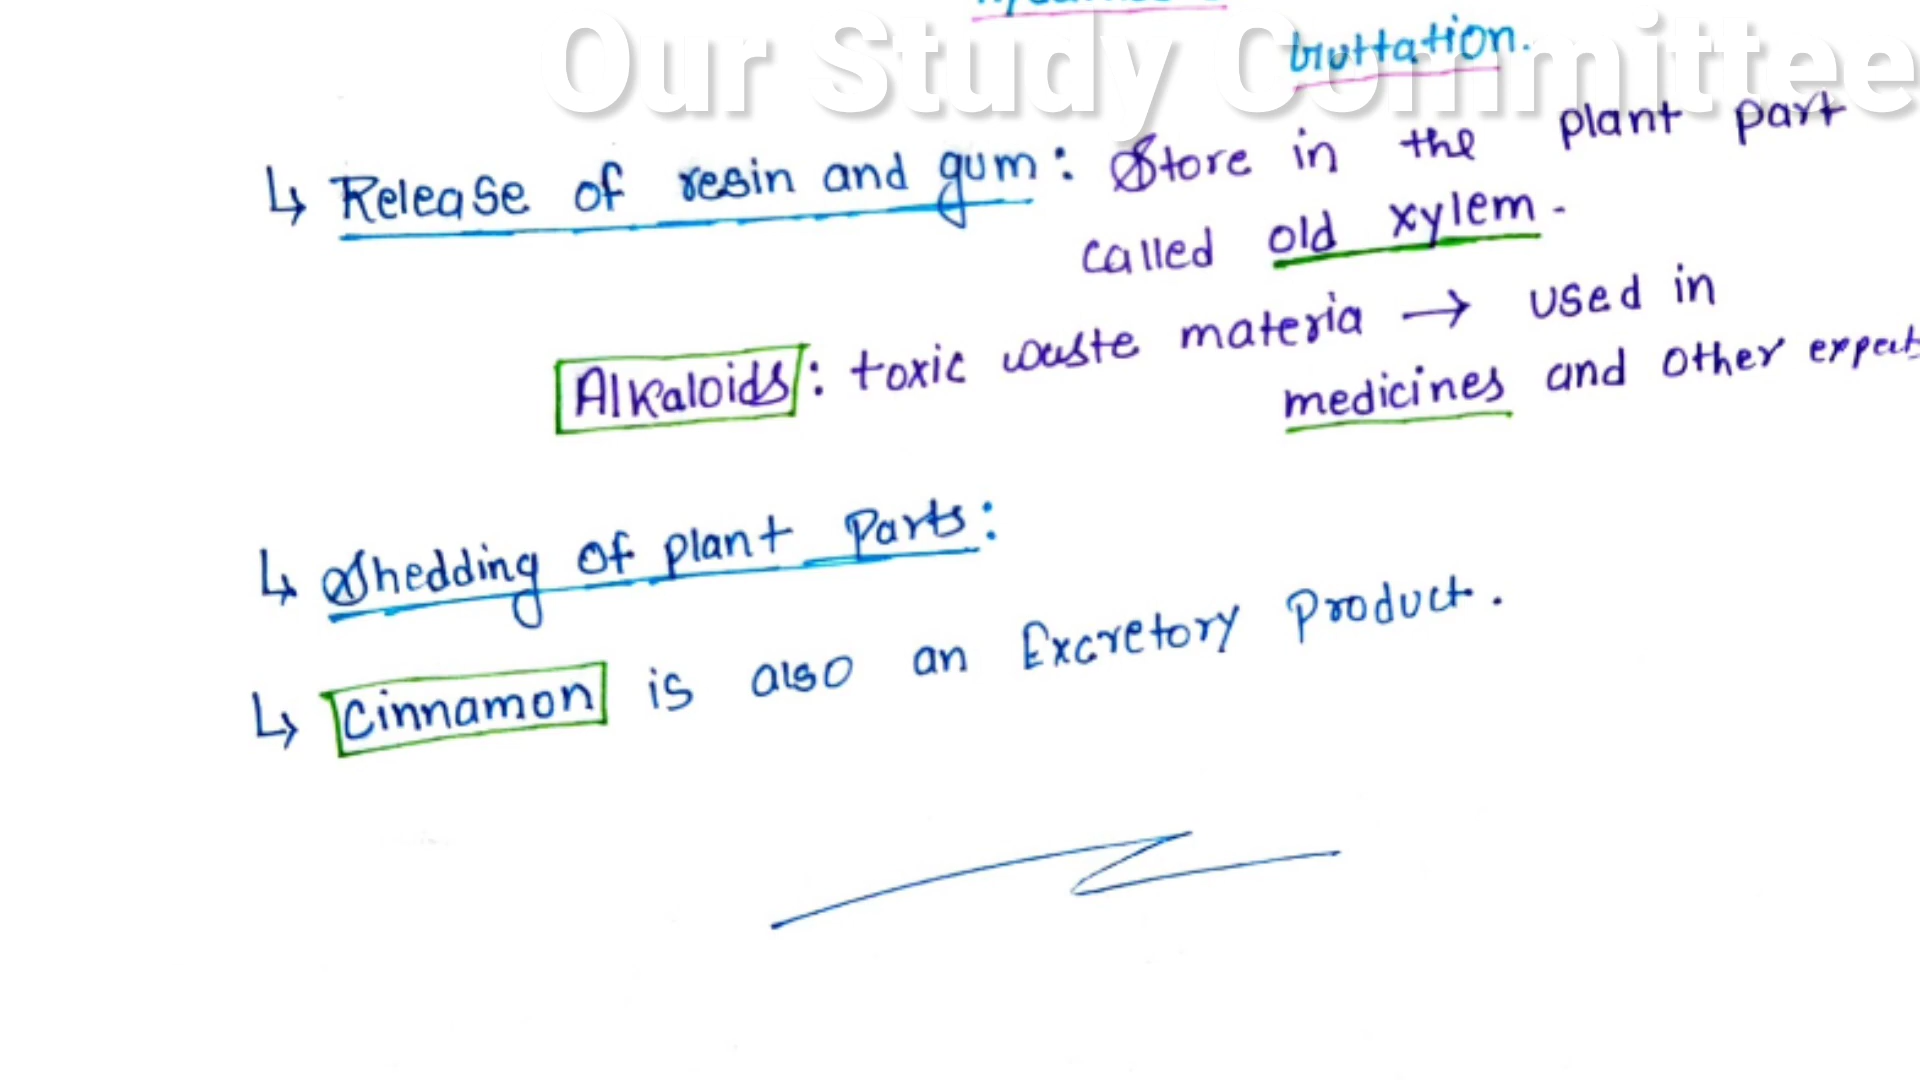 Our Study Committee
bruttation.
↳ Release of resin and gum : Store in the plant part
called old xylem.
Alkaloids : toxic waste materia → used in
medicines and other
↳ Shedding of plant Parts :
↳ Cinnamon is also an Excretory Product.